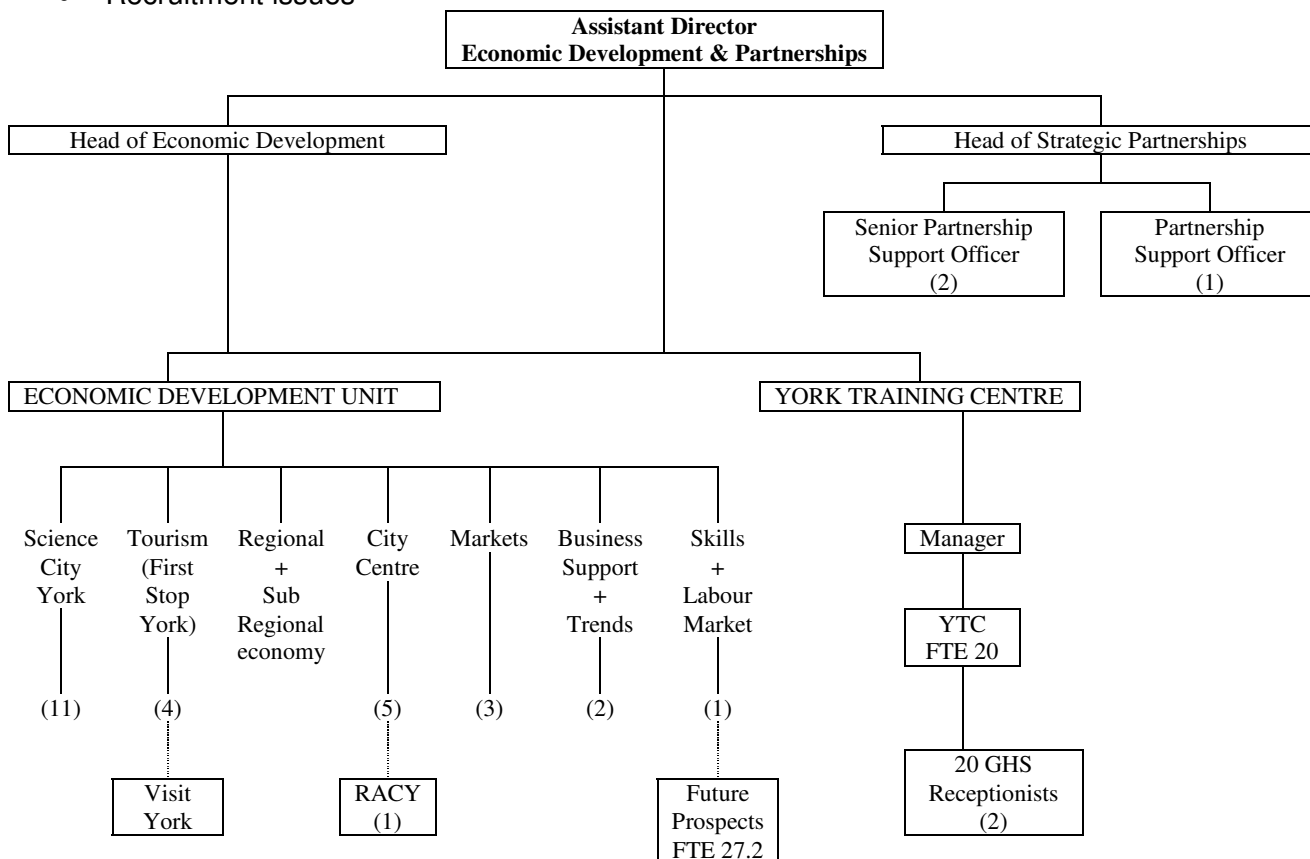 • Recruitment issues
Assistant Director
Economic Development & Partnerships
Head of Economic Development
Head of Strategic Partnerships
Senior Partnership
Support Officer
(2)
Partnership
Support Officer
(1)
ECONOMIC DEVELOPMENT UNIT
YORK TRAINING CENTRE
Science
City
York
(11)
Tourism
(First
Stop
York)
(4)
Visit
York
Regional
+
Sub
Regional
economy
City
Centre
(5)
RACY
(1)
Markets
(3)
Business
Support
+
Trends
(2)
Skills
+
Labour
Market
(1)
Future
Prospects
FTE 27.2
Manager
YTC
FTE 20
20 GHS
Receptionists
(2)